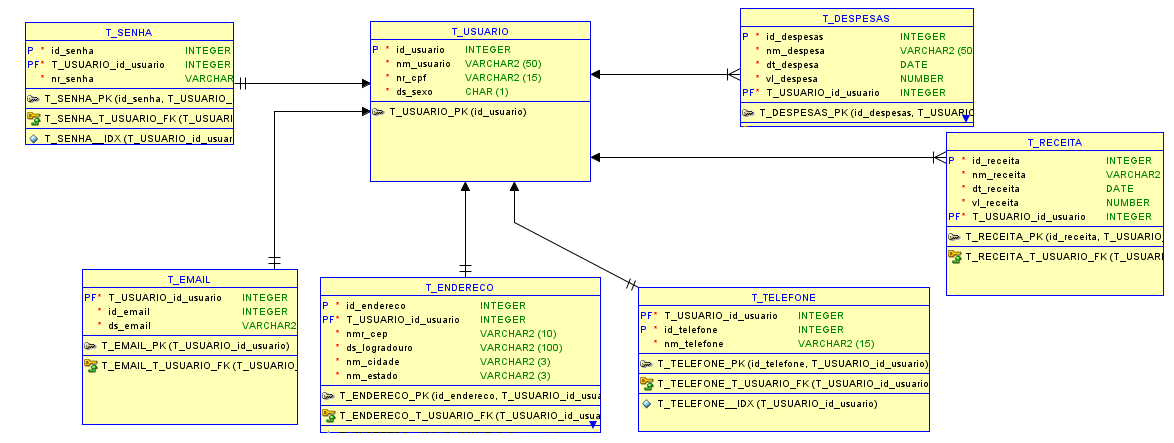 T_SENHA
P * id_senha INTEGER
PF* T_USUARIO_id_usuario INTEGER
* nr_senha VARCHAR
T_SENHA_PK (id_senha, T_USUARIO_
T_SENHA_T_USUARIO_FK (T_USUARI
T_SENHA__IDX (T_USUARIO_id_usuar
T_USUARIO
P * id_usuario INTEGER
* nm_usuario VARCHAR2 (50)
* nr_cpf VARCHAR2 (15)
* ds_sexo CHAR (1)
T_USUARIO_PK (id_usuario)
T_DESPESAS
P * id_despesas INTEGER
* nm_despesa VARCHAR2 (50
* dt_despesa DATE
* vl_despesa NUMBER
PF* T_USUARIO_id_usuario INTEGER
T_DESPESAS_PK (id_despesas, T_USUARIO
T_RECEITA
P * id_receita INTEGER
* nm_receita VARCHAR2
* dt_receita DATE
* vl_receita NUMBER
PF* T_USUARIO_id_usuario INTEGER
T_RECEITA_PK (id_receita, T_USUARIO_
T_RECEITA_T_USUARIO_FK (T_USUARI
T_EMAIL
PF* T_USUARIO_id_usuario INTEGER
* id_email INTEGER
* ds_email VARCHAR2
T_EMAIL_PK (T_USUARIO_id_usuario)
T_EMAIL_T_USUARIO_FK (T_USUARIO_
T_ENDERECO
P * id_endereco INTEGER
PF* T_USUARIO_id_usuario INTEGER
* nmr_cep VARCHAR2 (10)
* ds_logradouro VARCHAR2 (100)
* nm_cidade VARCHAR2 (3)
* nm_estado VARCHAR2 (3)
T_ENDERECO_PK (id_endereco, T_USUARIO_id_usua
T_ENDERECO_T_USUARIO_FK (T_USUARIO_id_usua
T_TELEFONE
PF* T_USUARIO_id_usuario INTEGER
P * id_telefone INTEGER
* nm_telefone VARCHAR2 (15)
T_TELEFONE_PK (id_telefone, T_USUARIO_id_usuario)
T_TELEFONE_T_USUARIO_FK (T_USUARIO_id_usuario
T_TELEFONE__IDX (T_USUARIO_id_usuario)